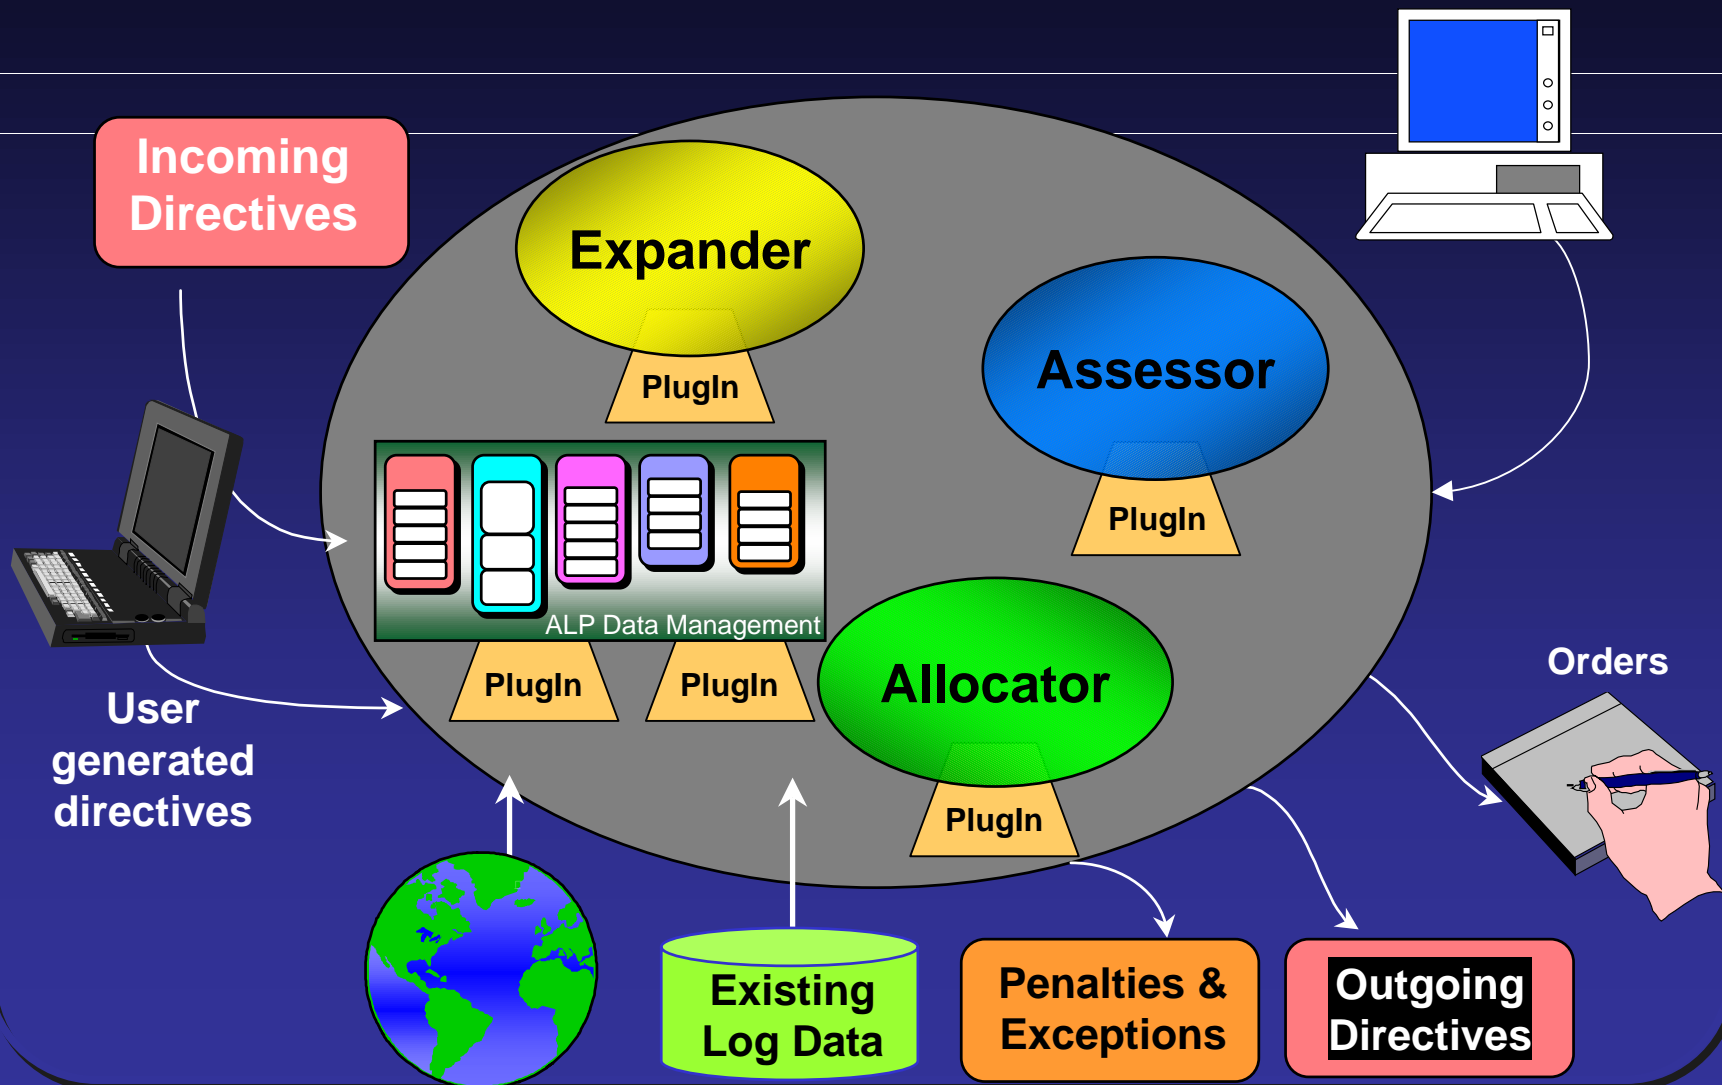 Incoming
Directives
Expander
PlugIn
Assessor
PlugIn
ALP Data Management
PlugIn
PlugIn
Allocator
PlugIn
User
generated
directives
Orders
Existing
Log Data
Penalties &
Exceptions
Outgoing
Directives